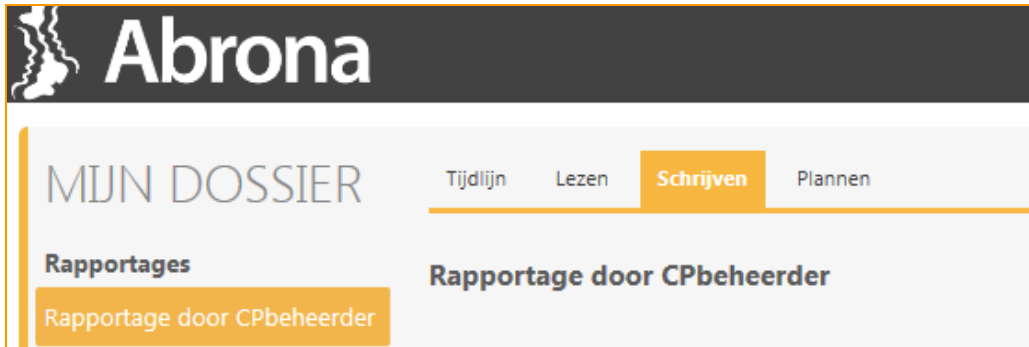 Abrona
MIJN DOSSIER
Tijdlijn Lezen Schrijven Plannen
Rapportages
Rapportage door CPbeheerder
Rapportage door CPbeheerder